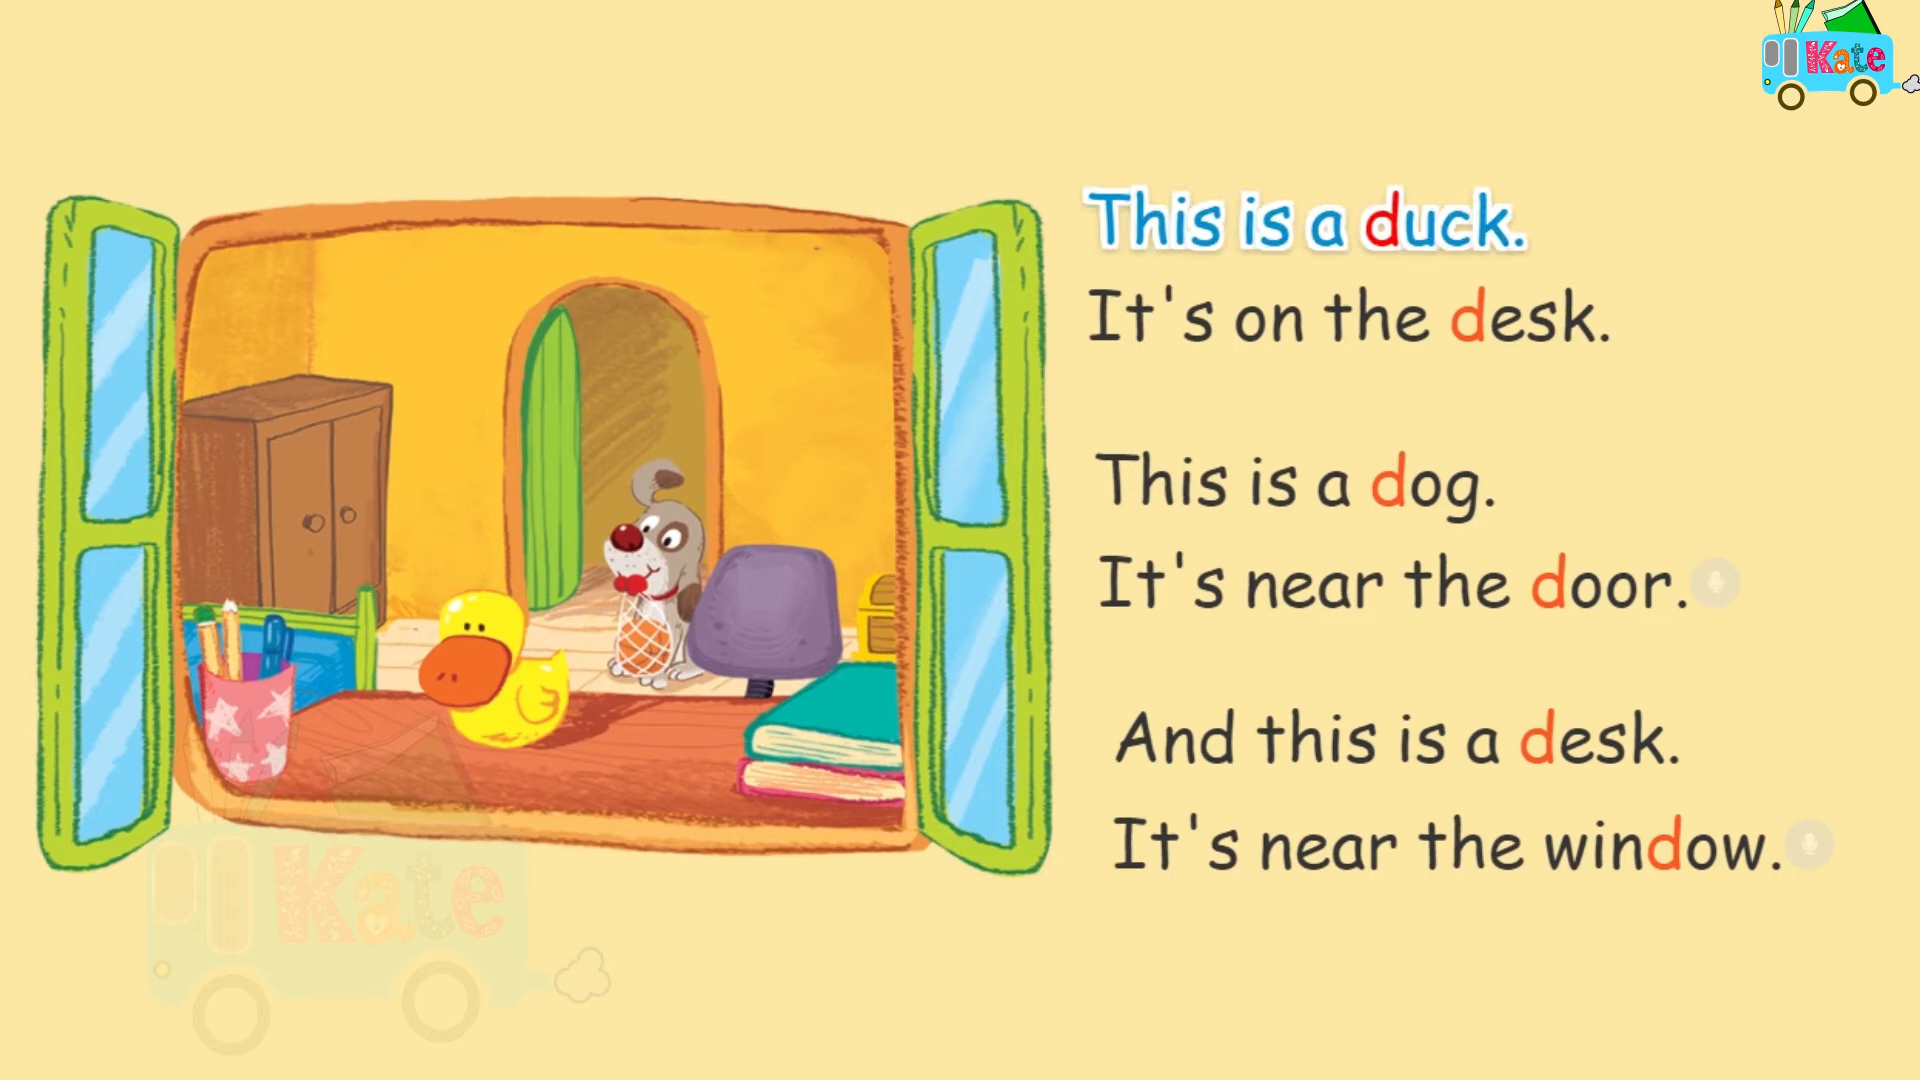 Kate
This is a duck.
It's on the desk.
This is a dog.
It's near the door.
And this is a desk.
It's near the window.
Kate